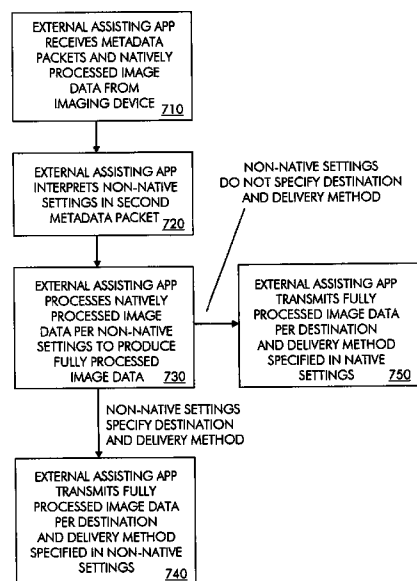 EXTERNAL ASSISTING APP
RECEIVES METADATA
PACKETS AND NATIVELY
PROCESSED IMAGE
DATA FROM
IMAGING DEVICE
710
EXTERNAL ASSISTING APP
INTERPRETS NON-NATIVE
SETTINGS IN SECOND
METADATA PACKET
720
NON-NATIVE SETTINGS
DO NOT SPECIFY DESTINATION
AND DELIVERY METHOD
EXTERNAL ASSISTING APP
PROCESSES NATIVELY
PROCESSED IMAGE
DATA PER NON-NATIVE
SETTINGS TO PRODUCE
FULLY PROCESSED
IMAGE DATA
730
EXTERNAL ASSISTING APP
TRANSMITS FULLY
PROCESSED IMAGE DATA
PER DESTINATION
AND DELIVERY METHOD
SPECIFIED IN NATIVE
SETTINGS
750
NON-NATIVE SETTINGS
SPECIFY DESTINATION
AND DELIVERY METHOD
EXTERNAL ASSISTING APP
TRANSMITS FULLY
PROCESSED IMAGE DATA
PER DESTINATION
AND DELIVERY METHOD
SPECIFIED IN NON-NATIVE
SETTINGS
740